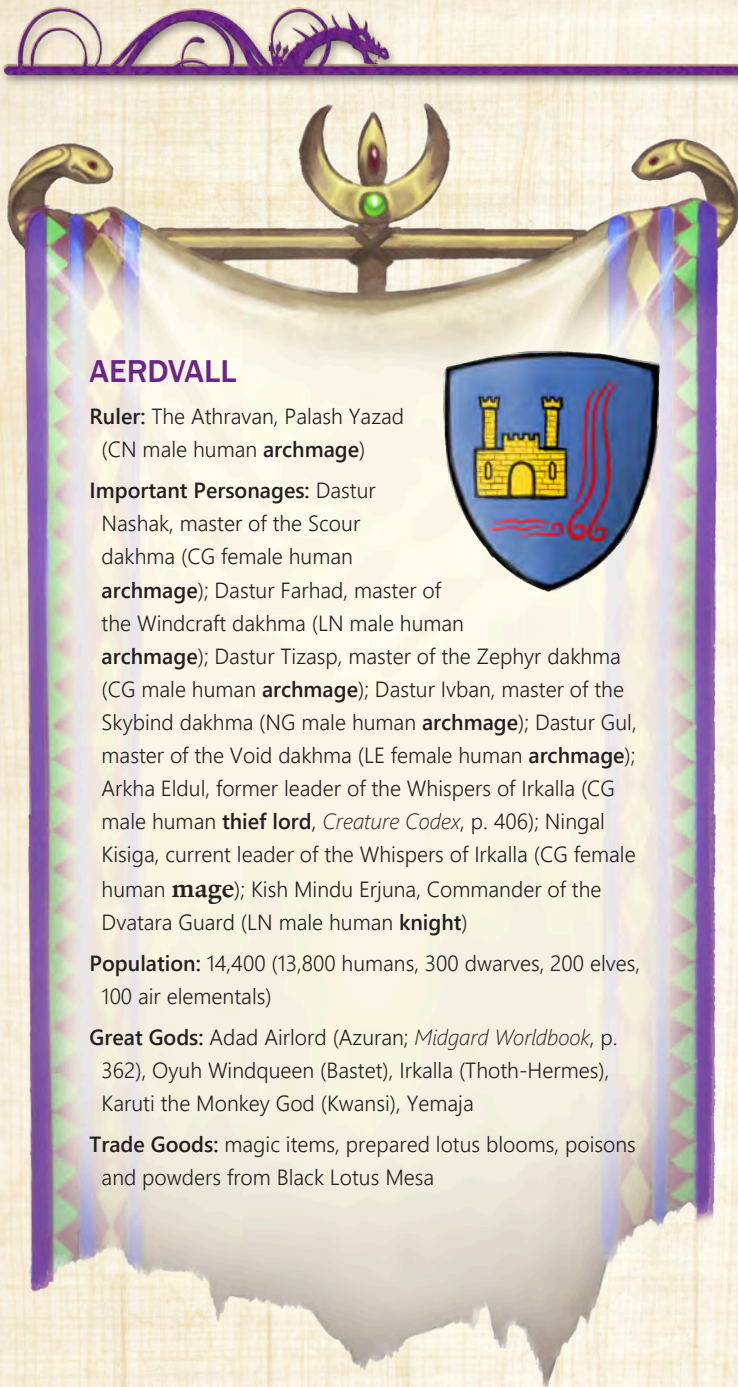 AERDVALL
Ruler: The Athravan, Palash Yazad
(CN male human archmage)
Important Personages: Dastur
Nashak, master of the Scour
dakhma (CG female human
archmage); Dastur Farhad, master of
the Windcraft dakhma (LN male human
archmage); Dastur Tizasp, master of the Zephyr dakhma
(CG male human archmage); Dastur Ivban, master of the
Skybind dakhma (NG male human archmage); Dastur Gul,
master of the Void dakhma (LE female human archmage);
Arkha Eldul, former leader of the Whispers of Irkalla (CG
male human thief lord, Creature Codex, p. 406); Ningal
Kisiga, current leader of the Whispers of Irkalla (CG female
human mage); Kish Mindu Erjuna, Commander of the
Dvatara Guard (LN male human knight)
Population: 14,400 (13,800 humans, 300 dwarves, 200 elves,
100 air elementals)
Great Gods: Adad Airlord (Azuran; Midgard Worldbook, p.
362), Oyuh Windqueen (Bastet), Irkalla (Thoth-Hermes),
Karuti the Monkey God (Kwansi), Yemaja
Trade Goods: magic items, prepared lotus blooms, poisons
and powders from Black Lotus Mesa